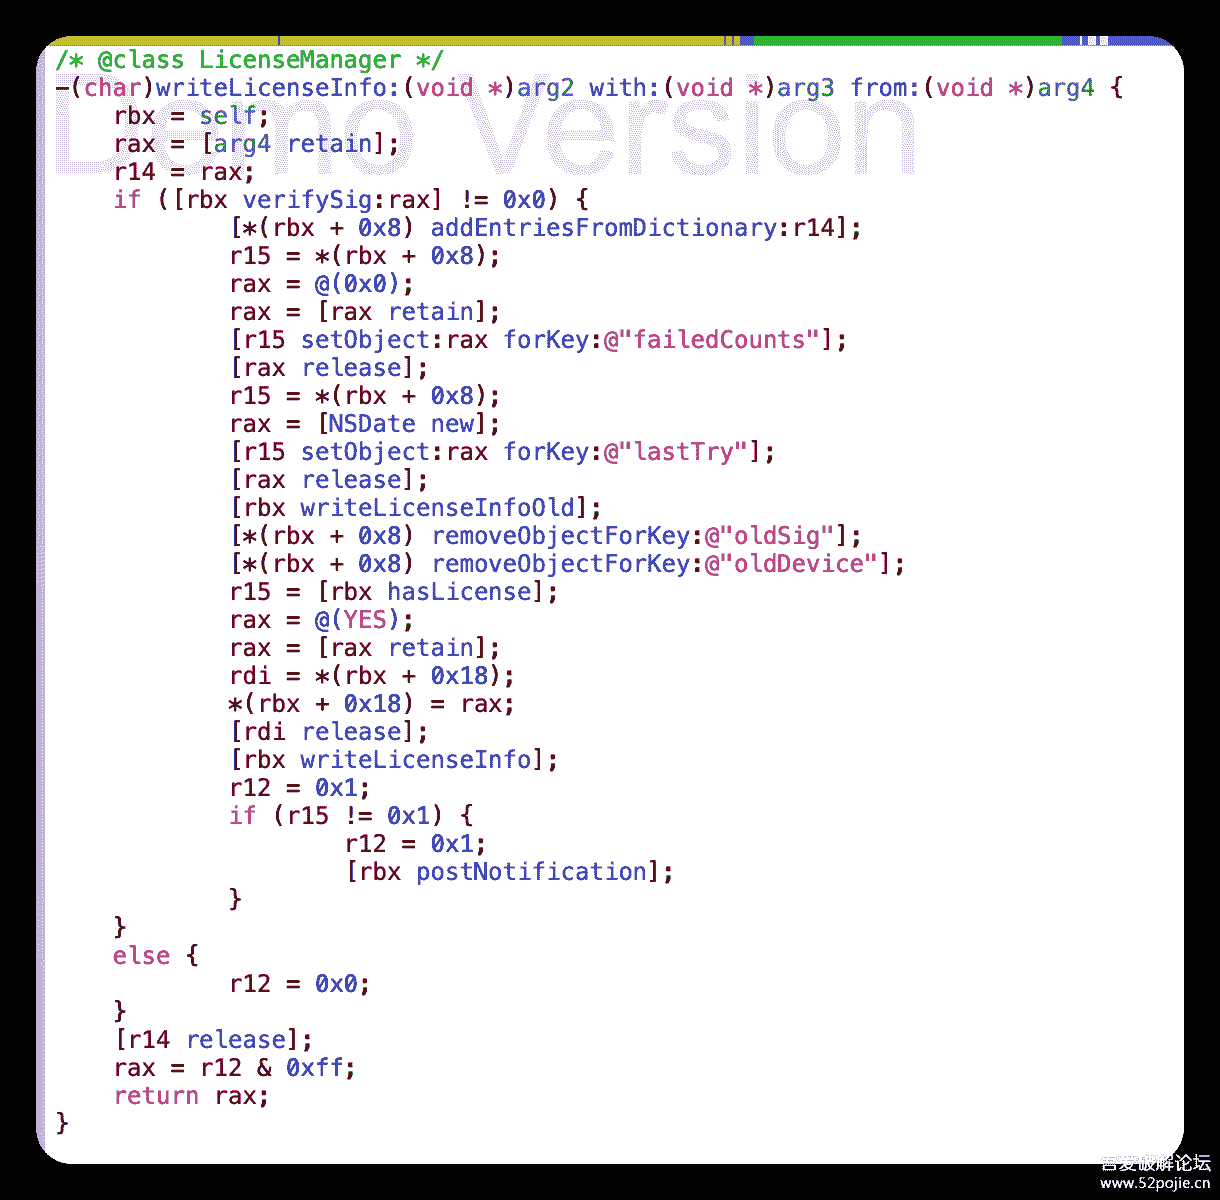 /* @class LicenseManager */
-(char)writeLicenseInfo:(void *)arg2 with:(void *)arg3 from:(void *)arg4 {
    rbx = self;
    rax = [arg4 retain];
    r14 = rax;
    if ([rbx verifySig:rax] != 0x0) {
            [*(rbx + 0x8) addEntriesFromDictionary:r14];
            r15 = *(rbx + 0x8);
            rax = @(0x0);
            rax = [rax retain];
            [r15 setObject:rax forKey:@"failedCounts"];
            [rax release];
            r15 = *(rbx + 0x8);
            rax = [NSDate new];
            [r15 setObject:rax forKey:@"lastTry"];
            [rax release];
            [rbx writeLicenseInfoOld];
            [*(rbx + 0x8) removeObjectForKey:@"oldSig"];
            [*(rbx + 0x8) removeObjectForKey:@"oldDevice"];
            r15 = [rbx hasLicense];
            rax = @(YES);
            rax = [rax retain];
            rdi = *(rbx + 0x18);
            *(rbx + 0x18) = rax;
            [rdi release];
            [rbx writeLicenseInfo];
            r12 = 0x1;
            if (r15 != 0x1) {
                    r12 = 0x1;
                    [rbx postNotification];
            }
    }
    else {
            r12 = 0x0;
    }
    [r14 release];
    rax = r12 & 0xff;
    return rax;
}
Demo Version
吾爱破解论坛
www.52pojie.cn